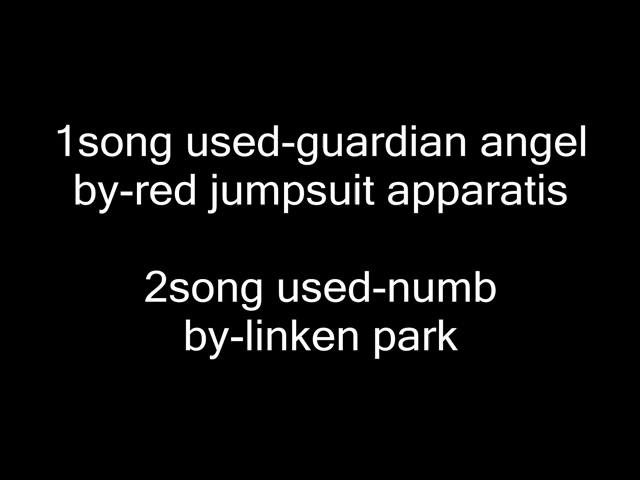 1song used-guardian angel
by-red jumpsuit apparatis
2song used-numb
by-linken park